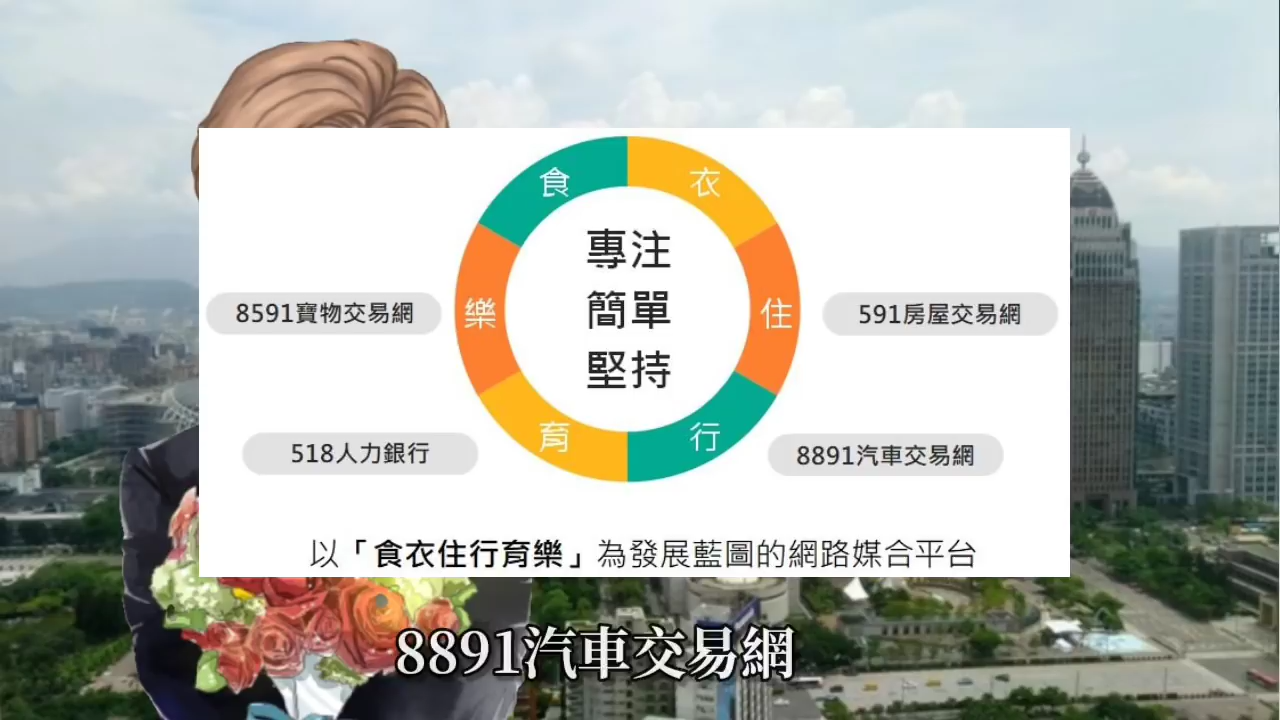 食
衣
專注
8591寶物交易網
樂
簡單
住
591房屋交易網
堅持
518人力銀行
育
行
8891汽車交易網
以「食衣住行育樂」為發展藍圖的網路媒合平台
8891汽車交易網